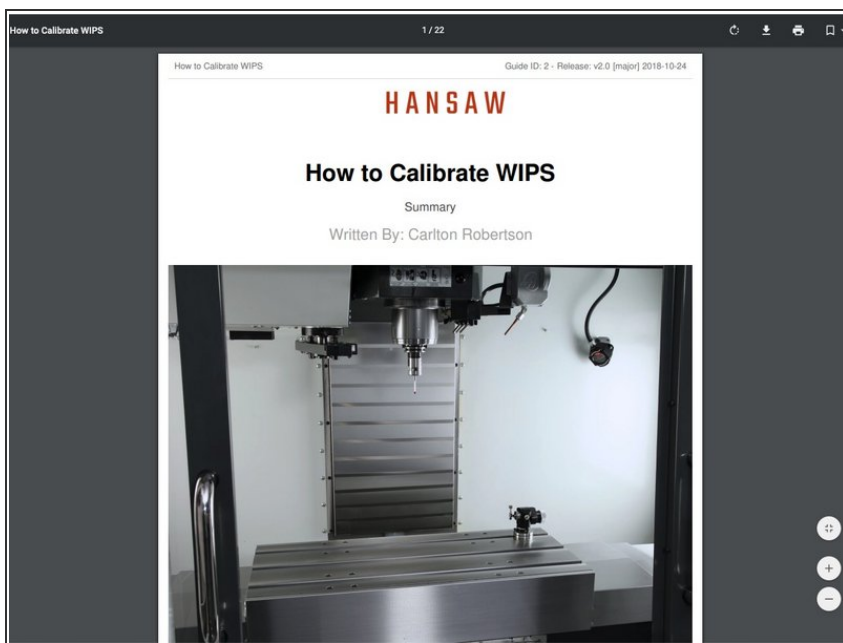 How to Calibrate WIPS
1 / 22
How to Calibrate WIPS
Guide ID: 2 - Release: v2.0 [major] 2018-10-24
HANSAW
How to Calibrate WIPS
Summary
Written By: Carlton Robertson